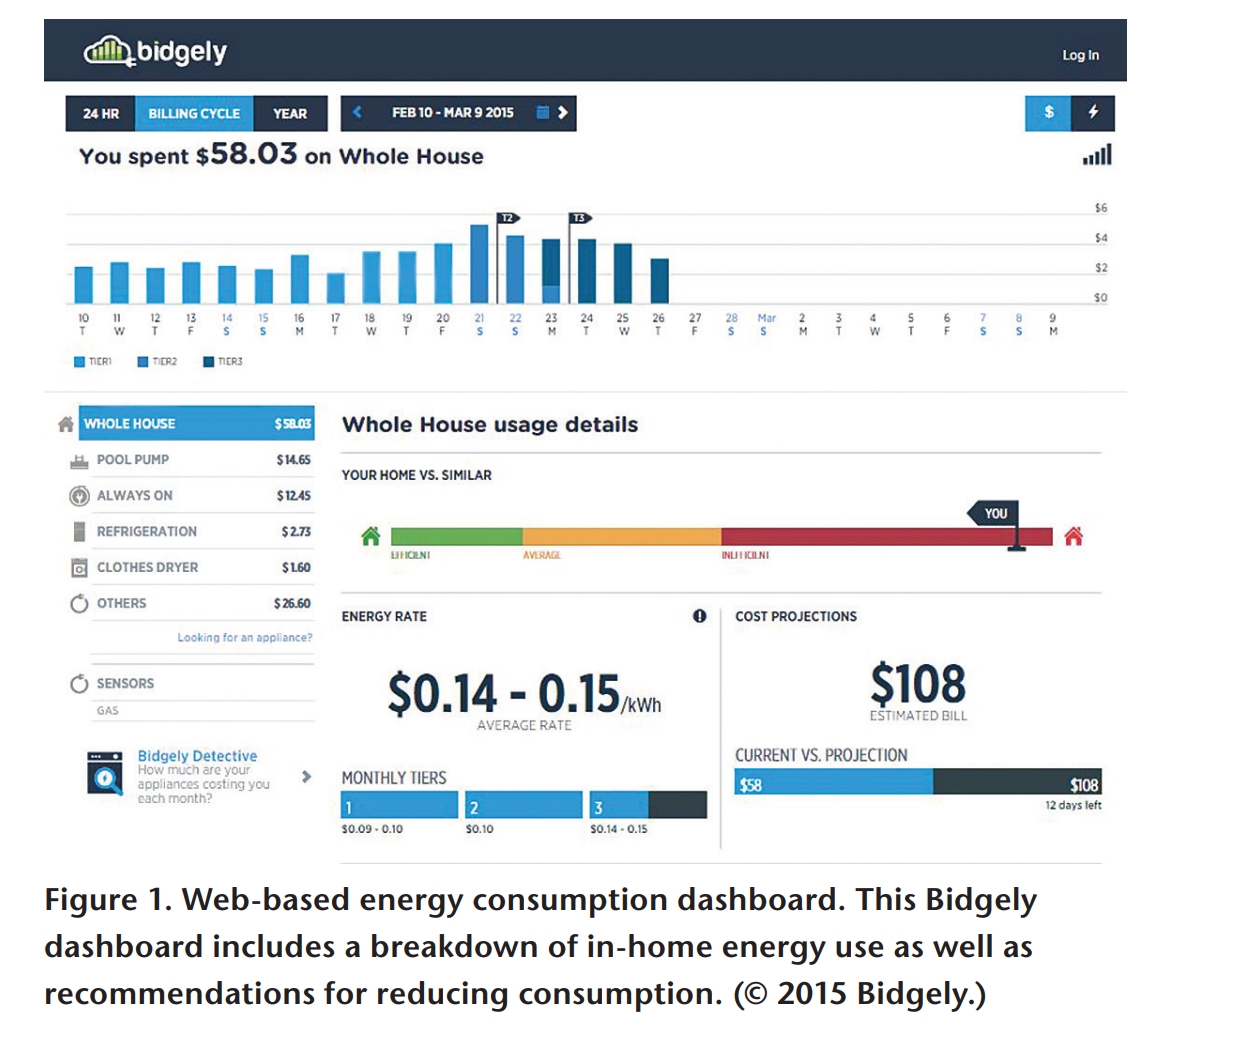 bidgely
Log In
24 HR BILLING CYCLE YEAR FEB 10 - MAR 9 2015 $
You spent $58.03 on Whole House
$6
T2 T3
$4
$2
$0
10 11 12 13 14 15 16 17 18 19 20 21 22 23 24 25 26 27 28 Mar 2 3 4 5 6 7 8 9
T W T F S S M T W T F S S M T W T F S S M T W T F S S M
TIER1 TIER2 TIER3
WHOLE HOUSE $58.03
POOL PUMP $14.65
ALWAYS ON $12.45
REFRIGERATION $2.73
CLOTHES DRYER $1.60
OTHERS $26.60
Looking for an appliance?
SENSORS
GAS
Bidgely Detective
How much are your
appliances costing you
each month?
Whole House usage details
YOUR HOME VS. SIMILAR
YOU
EFFICIENT AVERAGE INEFFICIENT
ENERGY RATE
$0.14 - 0.15/kWh
AVERAGE RATE
MONTHLY TIERS
1 2 3
$0.09 - 0.10 $0.10 $0.14 - 0.15
COST PROJECTIONS
$108
ESTIMATED BILL
CURRENT VS. PROJECTION
$58 $108
12 days left
Figure 1. Web-based energy consumption dashboard. This Bidgely
dashboard includes a breakdown of in-home energy use as well as
recommendations for reducing consumption. (© 2015 Bidgely.)